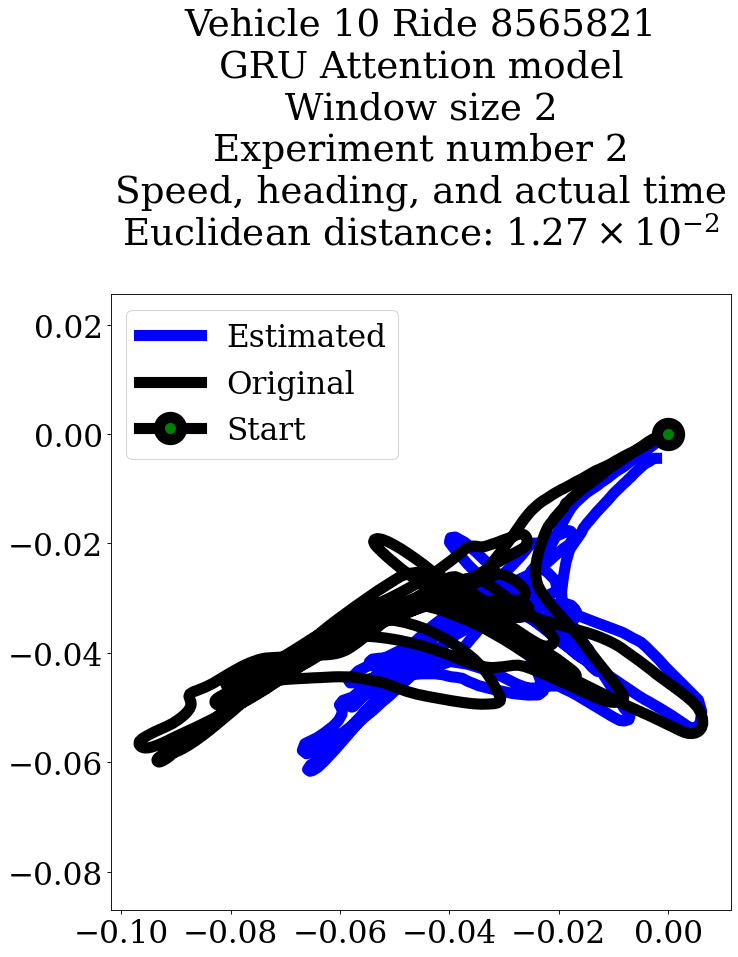 Vehicle 10 Ride 8565821
GRU Attention model
Window size 2
Experiment number 2
Speed, heading, and actual time
Euclidean distance: 1.27 × 10⁻²
Estimated
Original
Start
0.02
0.00
−0.02
−0.04
−0.06
−0.08
−0.10 −0.08 −0.06 −0.04 −0.02 0.00